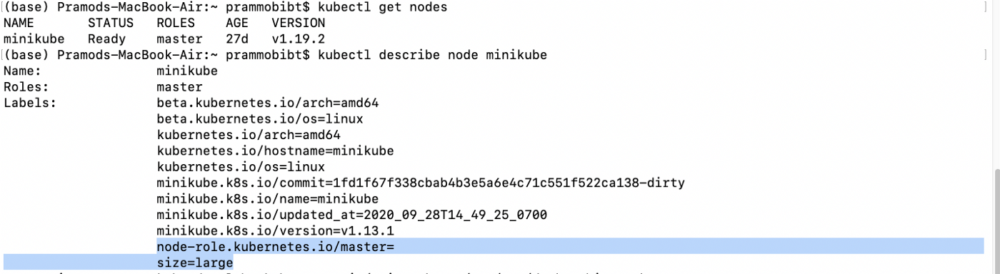 (base) Pramods-MacBook-Air:~ prammobibt$ kubectl get nodes
NAME STATUS ROLES AGE VERSION
minikube Ready master 27d v1.19.2
(base) Pramods-MacBook-Air:~ prammobibt$ kubectl describe node minikube
Name: minikube
Roles: master
Labels: beta.kubernetes.io/arch=amd64
beta.kubernetes.io/os=linux
kubernetes.io/arch=amd64
kubernetes.io/hostname=minikube
kubernetes.io/os=linux
minikube.k8s.io/commit=1fd1f67f338cbab4b3e5a6e4c71c551f522ca138-dirty
minikube.k8s.io/name=minikube
minikube.k8s.io/updated_at=2020_09_28T14_49_25_0700
minikube.k8s.io/version=v1.13.1
node-role.kubernetes.io/master=
size=large